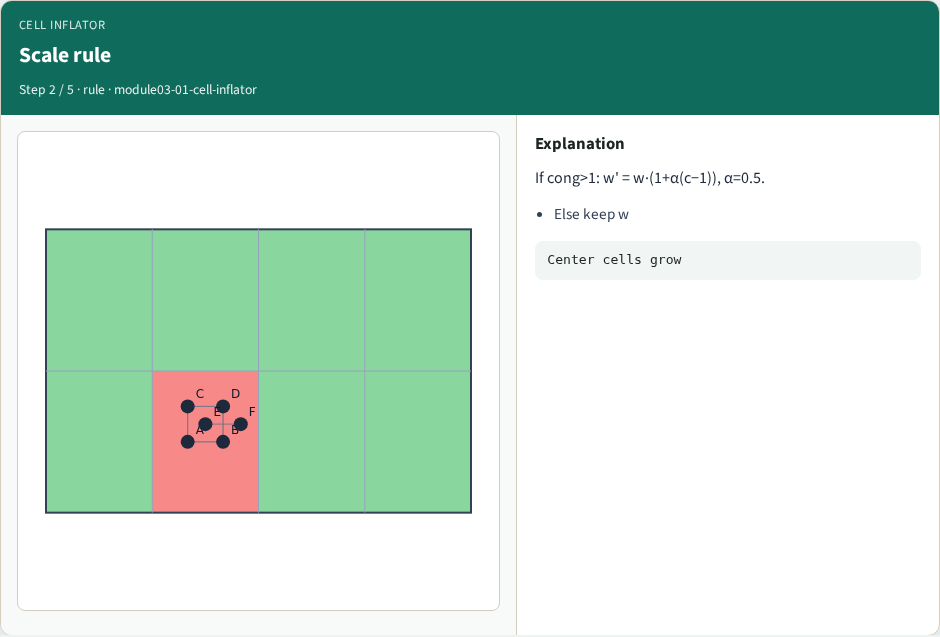 CELL INFLATOR
Scale rule
Step 2 / 5 · rule · module03-01-cell-inflator
C D
E F
A B
Explanation
If cong>1: w' = w·(1+α(c−1)), α=0.5.
• Else keep w
Center cells grow